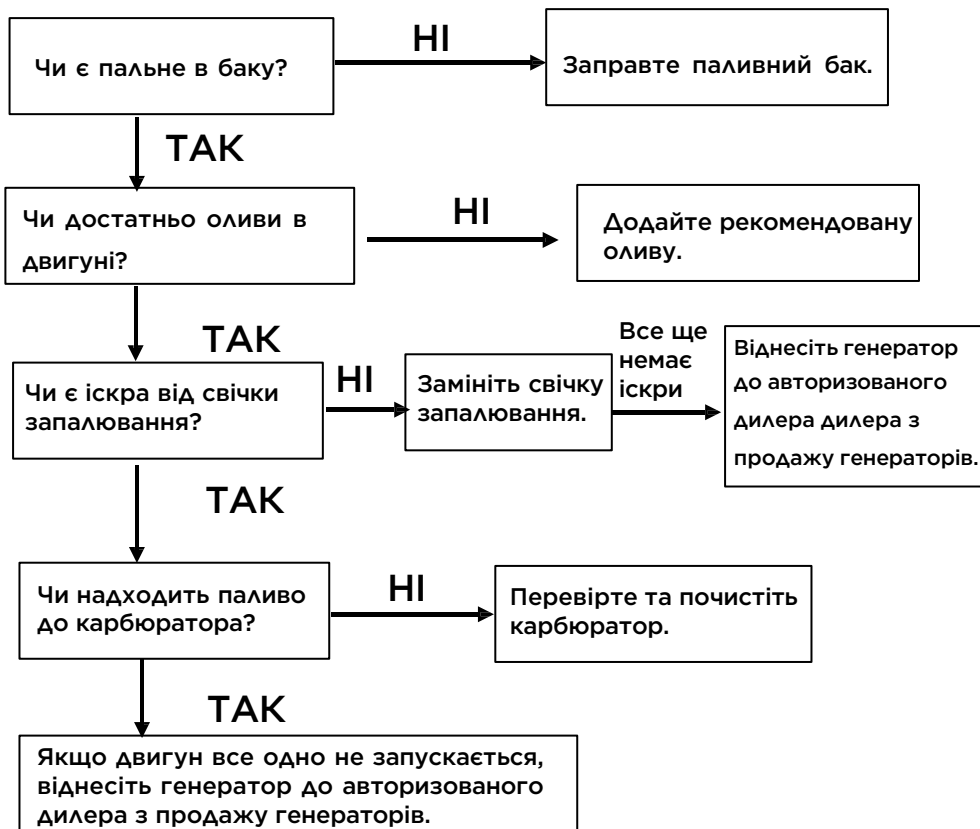 Чи є пальне в баку?
НІ
Заправте паливний бак.
ТАК
Чи достатньо оливи в
двигуні?
НІ
Додайте рекомендовану
оливу.
ТАК
Чи є іскра від свічки
запалювання?
НІ
Замініть свічку
запалювання.
Все ще
немає
іскри
Віднесіть генератор
до авторизованого
дилера дилера з
продажу генераторів.
ТАК
Чи надходить паливо
до карбюратора?
НІ
Перевірте та почистіть
карбюратор.
ТАК
Якщо двигун все одно не запускається,
віднесіть генератор до авторизованого
дилера з продажу генераторів.